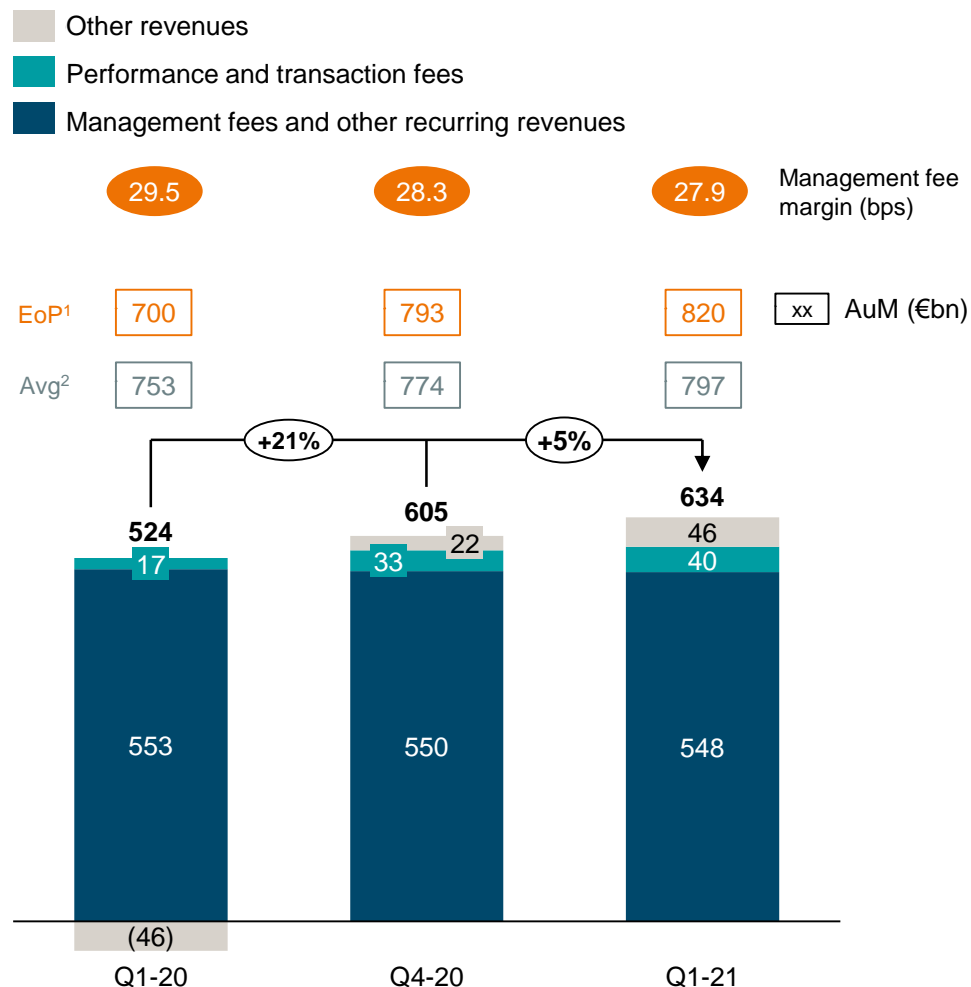 Other revenues
Performance and transaction fees
Management fees and other recurring revenues
29.5 28.3 27.9 Management fee
margin (bps)
EoP1 700 793 820 xx AuM (€bn)
Avg2 753 774 797
+21% +5%
524 605 634
17 33 22 46
40
553 550 548
(46)
Q1-20 Q4-20 Q1-21